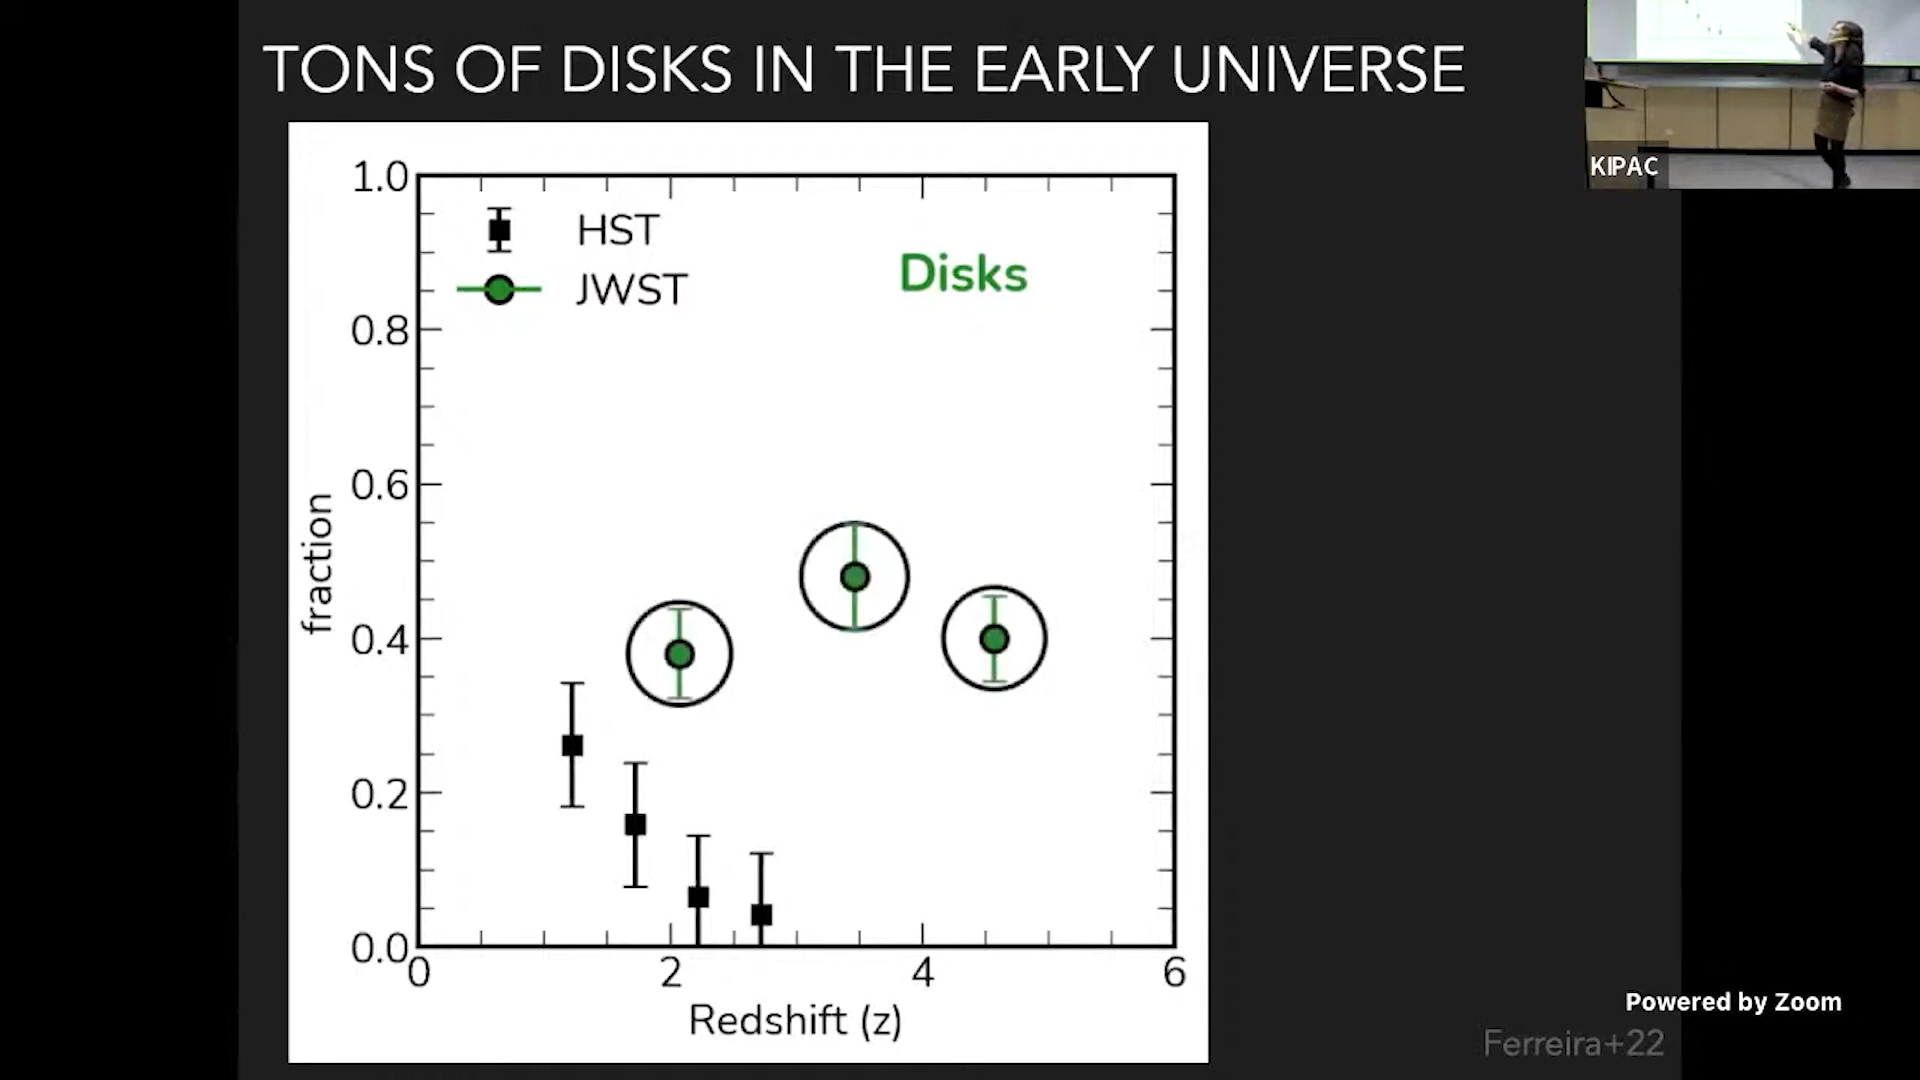 TONS OF DISKS IN THE EARLY UNIVERSE
KIPAC
HST
JWST
Disks
1.0
0.8
0.6
0.4
0.2
0.0
fraction
0 2 4 6
Redshift (z)
Powered by Zoom
Ferreira+22